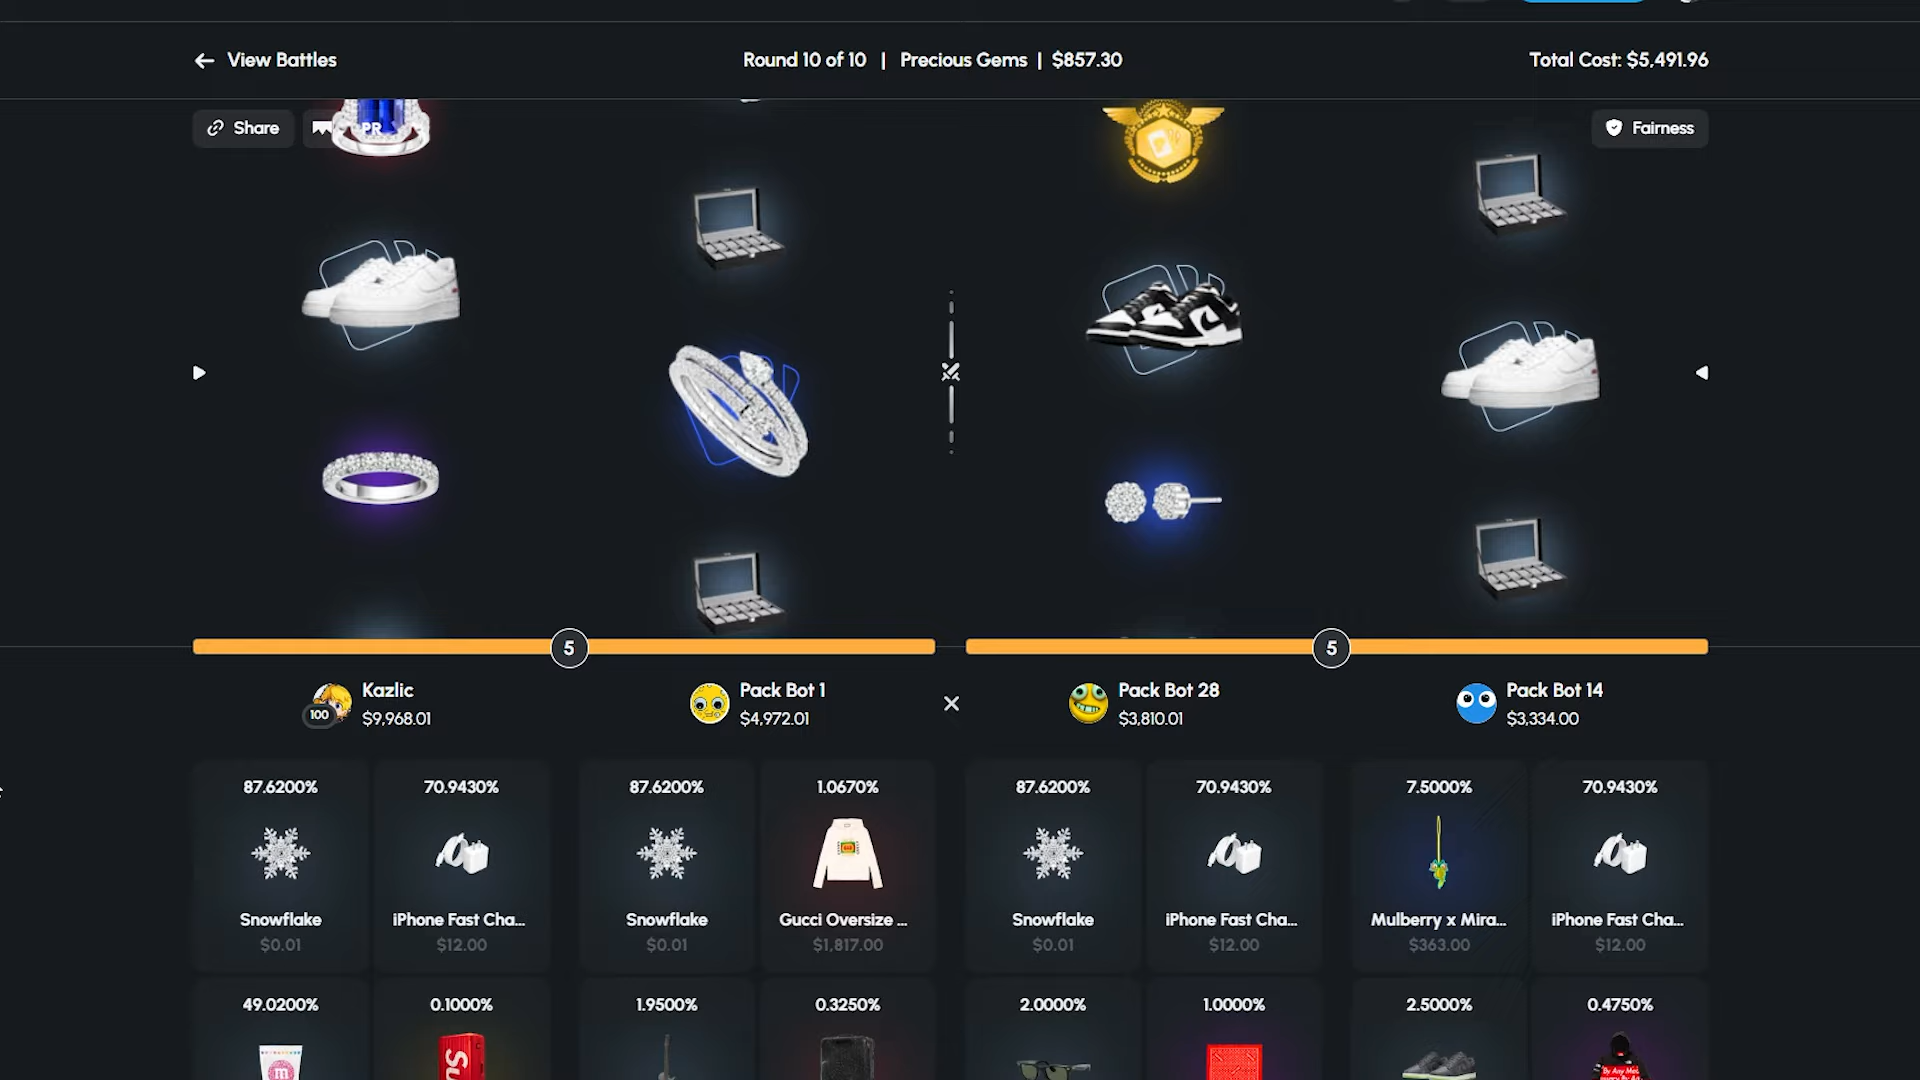 View Battles
Round 10 of 10 | Precious Gems | $857.30
Total Cost: $5,491.96
Share
PR
Fairness
5
5
Kazlic
100
$9,968.01
Pack Bot 1
$4,972.01
Pack Bot 28
$3,810.01
Pack Bot 14
$3,334.00
87.6200%
70.9430%
87.6200%
1.0670%
87.6200%
70.9430%
7.5000%
70.9430%
Snowflake
iPhone Fast Cha...
Snowflake
Gucci Oversize ...
Snowflake
iPhone Fast Cha...
Mulberry x Mira...
iPhone Fast Cha...
$0.01
$12.00
$0.01
$1,817.00
$0.01
$12.00
$363.00
$12.00
49.0200%
0.1000%
1.9500%
0.3250%
2.0000%
1.0000%
2.5000%
0.4750%